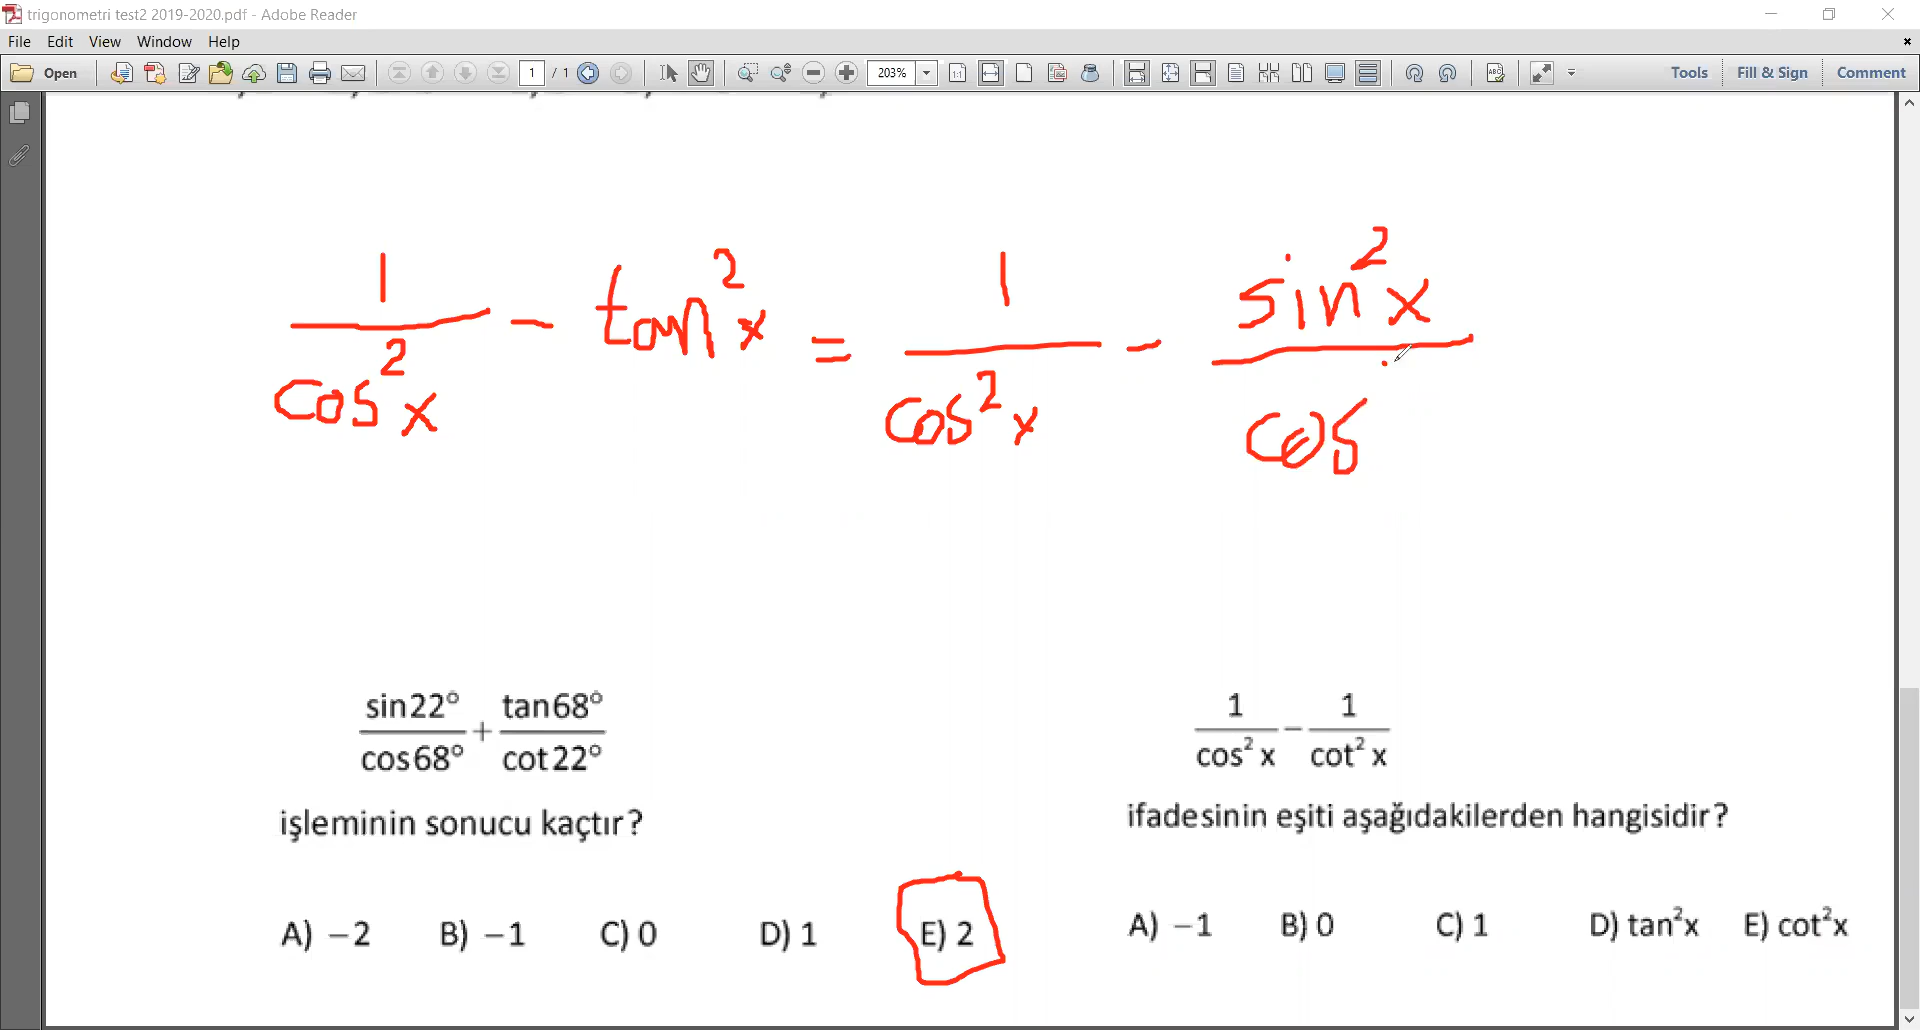 trigonometri test2 2019-2020.pdf - Adobe Reader
File Edit View Window Help
Open 1 / 1 203% Tools Fill & Sign Comment
1/cos²x - tan²x = 1/cos²x - sin²x/cos
sin22°/cos68° + tan68°/cot22°
işleminin sonucu kaçtır?
A) −2 B) −1 C) 0 D) 1 E) 2
1/cos² x − 1/cot² x
ifadesinin eşiti aşağıdakilerden hangisidir?
A) −1 B) 0 C) 1 D) tan²x E) cot²x